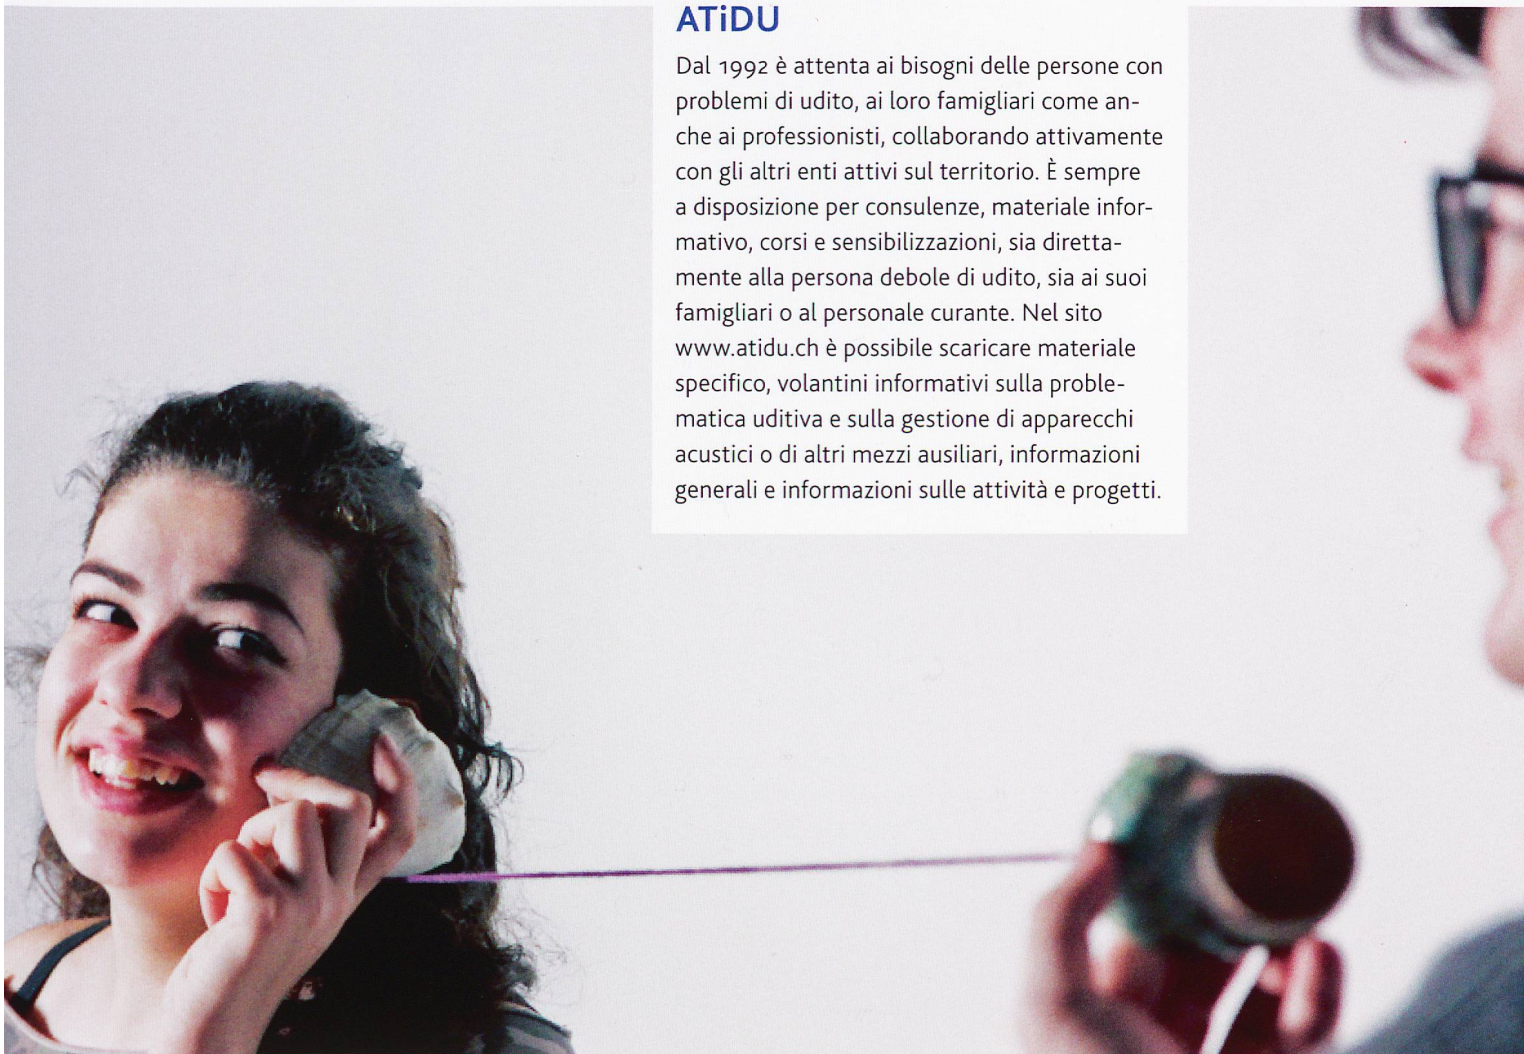 ATiDU
Dal 1992 è attenta ai bisogni delle persone con
problemi di udito, ai loro famigliari come an-
che ai professionisti, collaborando attivamente
con gli altri enti attivi sul territorio. È sempre
a disposizione per consulenze, materiale infor-
mativo, corsi e sensibilizzazioni, sia diretta-
mente alla persona debole di udito, sia ai suoi
famigliari o al personale curante. Nel sito
www.atidu.ch è possibile scaricare materiale
specifico, volantini informativi sulla proble-
matica uditiva e sulla gestione di apparecchi
acustici o di altri mezzi ausiliari, informazioni
generali e informazioni sulle attività e progetti.